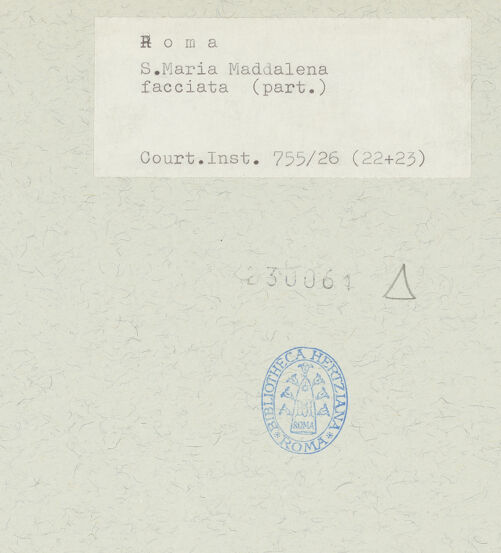 Roma
S.Maria Maddalena
facciata (part.)
Court.Inst. 755/26 (22+23)
230061
BIBLIOTHECA HERTZIANA
ROMA
*ROMA*